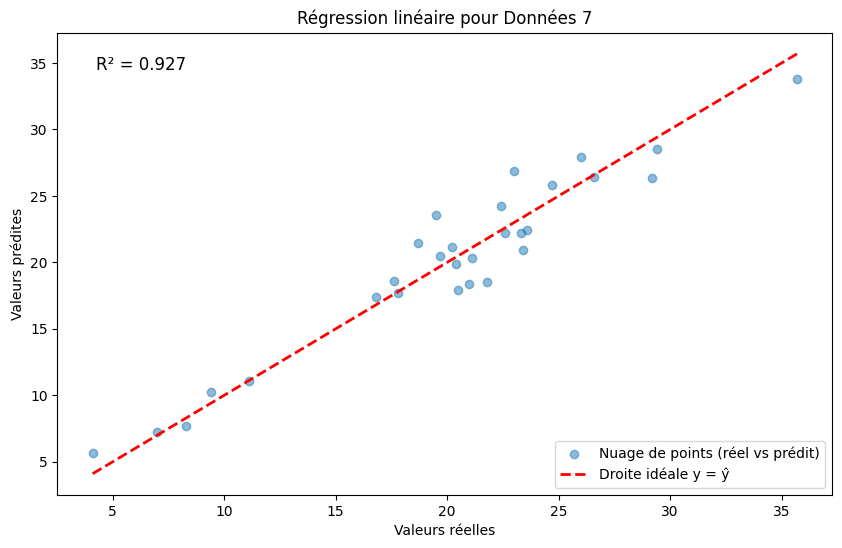 Régression linéaire pour Données 7
R² = 0.927
35
30
25
20
15
10
5
Valeurs prédites
5
10
15
20
25
30
35
Valeurs réelles
Nuage de points (réel vs prédit)
Droite idéale y = ŷ